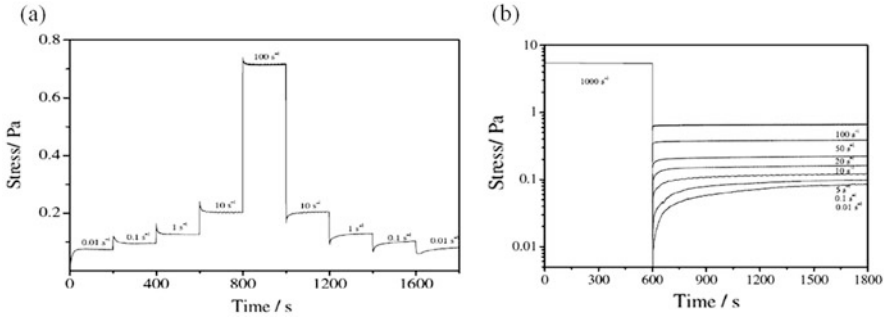 (a)
0.8
0.6
0.4
0.2
0
400
800
1200
1600
Stress/ Pa
Time / s
0.01 s⁻¹
0.1 s⁻¹
1 s⁻¹
10 s⁻¹
100 s⁻¹
10 s⁻¹
1 s⁻¹
0.1 s⁻¹
0.01 s⁻¹
(b)
10
1
0.1
0.01
0
300
600
900
1200
1500
1800
Stress/ Pa
Time / s
1000 s⁻¹
100 s⁻¹
50 s⁻¹
20 s⁻¹
10 s⁻¹
5 s⁻¹
0.1 s⁻¹
0.01 s⁻¹